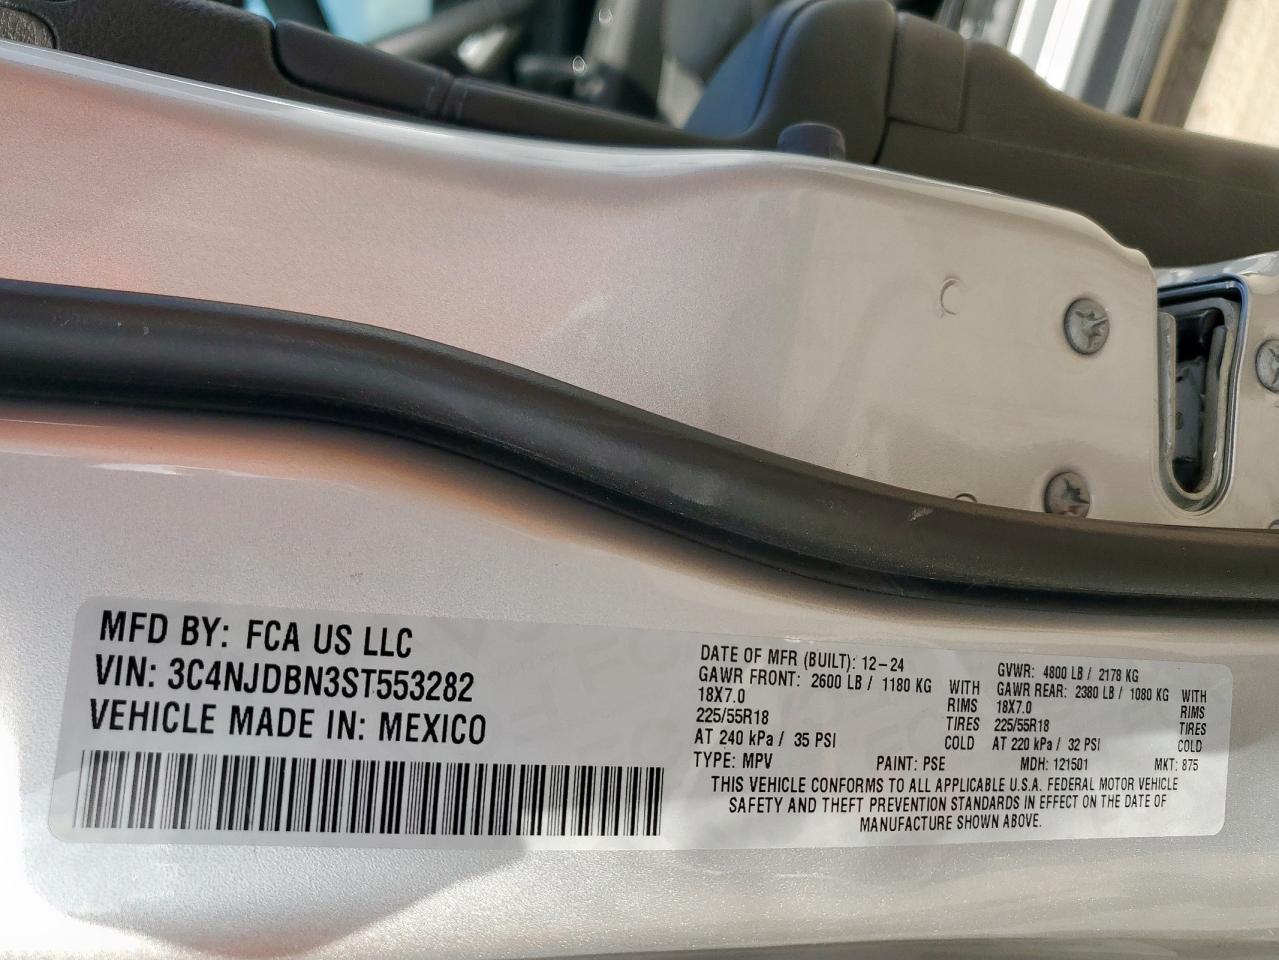 MFD BY: FCA US LLC
VIN: 3C4NJDBN3ST553282
VEHICLE MADE IN: MEXICO
DATE OF MFR (BUILT): 12-24
GAWR FRONT: 2600 LB / 1180 KG WITH
18X7.0 RIMS
225/55R18 TIRES
AT 240 kPa / 35 PSI COLD
GVWR: 4800 LB / 2178 KG
GAWR REAR: 2380 LB / 1080 KG WITH
18X7.0 RIMS
225/55R18 TIRES
AT 220 kPa / 32 PSI COLD
TYPE: MPV PAINT: PSE MDH: 121501 MKT: 875
THIS VEHICLE CONFORMS TO ALL APPLICABLE U.S.A. FEDERAL MOTOR VEHICLE
SAFETY AND THEFT PREVENTION STANDARDS IN EFFECT ON THE DATE OF
MANUFACTURE SHOWN ABOVE.